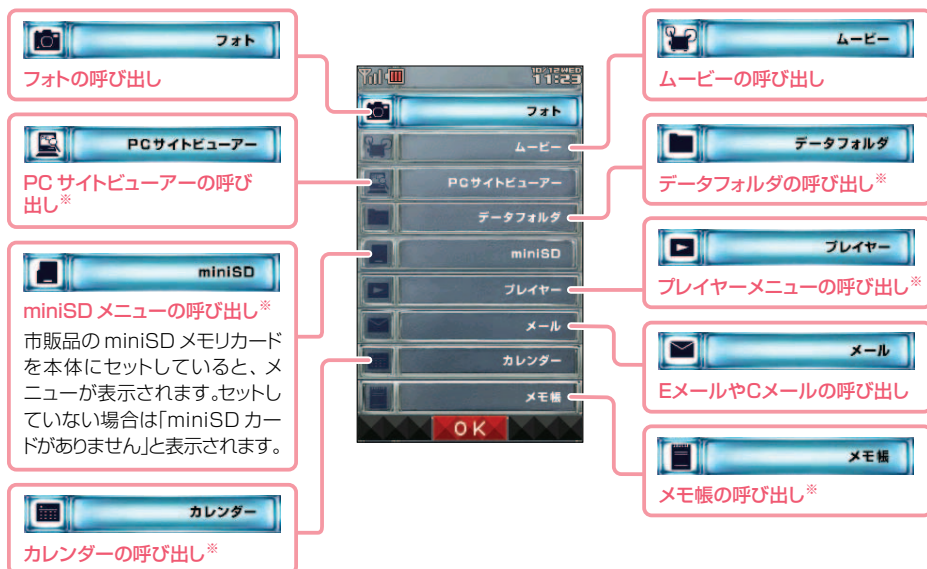 フォト
フォトの呼び出し
PCサイトビューアー
PC サイトビューアーの呼び
出し※
miniSD
miniSD メニューの呼び出し※
市販品の miniSD メモリカード
を本体にセットしていると、メ
ニューが表示されます。セットし
ていない場合は「miniSD カー
ドがありません」と表示されます。
カレンダー
カレンダーの呼び出し※
10/12 WED
11:23
フォト
ムービー
PCサイトビューアー
データフォルダ
miniSD
プレイヤー
メール
カレンダー
メモ帳
OK
ムービー
ムービーの呼び出し
データフォルダ
データフォルダの呼び出し※
プレイヤー
プレイヤーメニューの呼び出し※
メール
EメールやCメールの呼び出し
メモ帳
メモ帳の呼び出し※